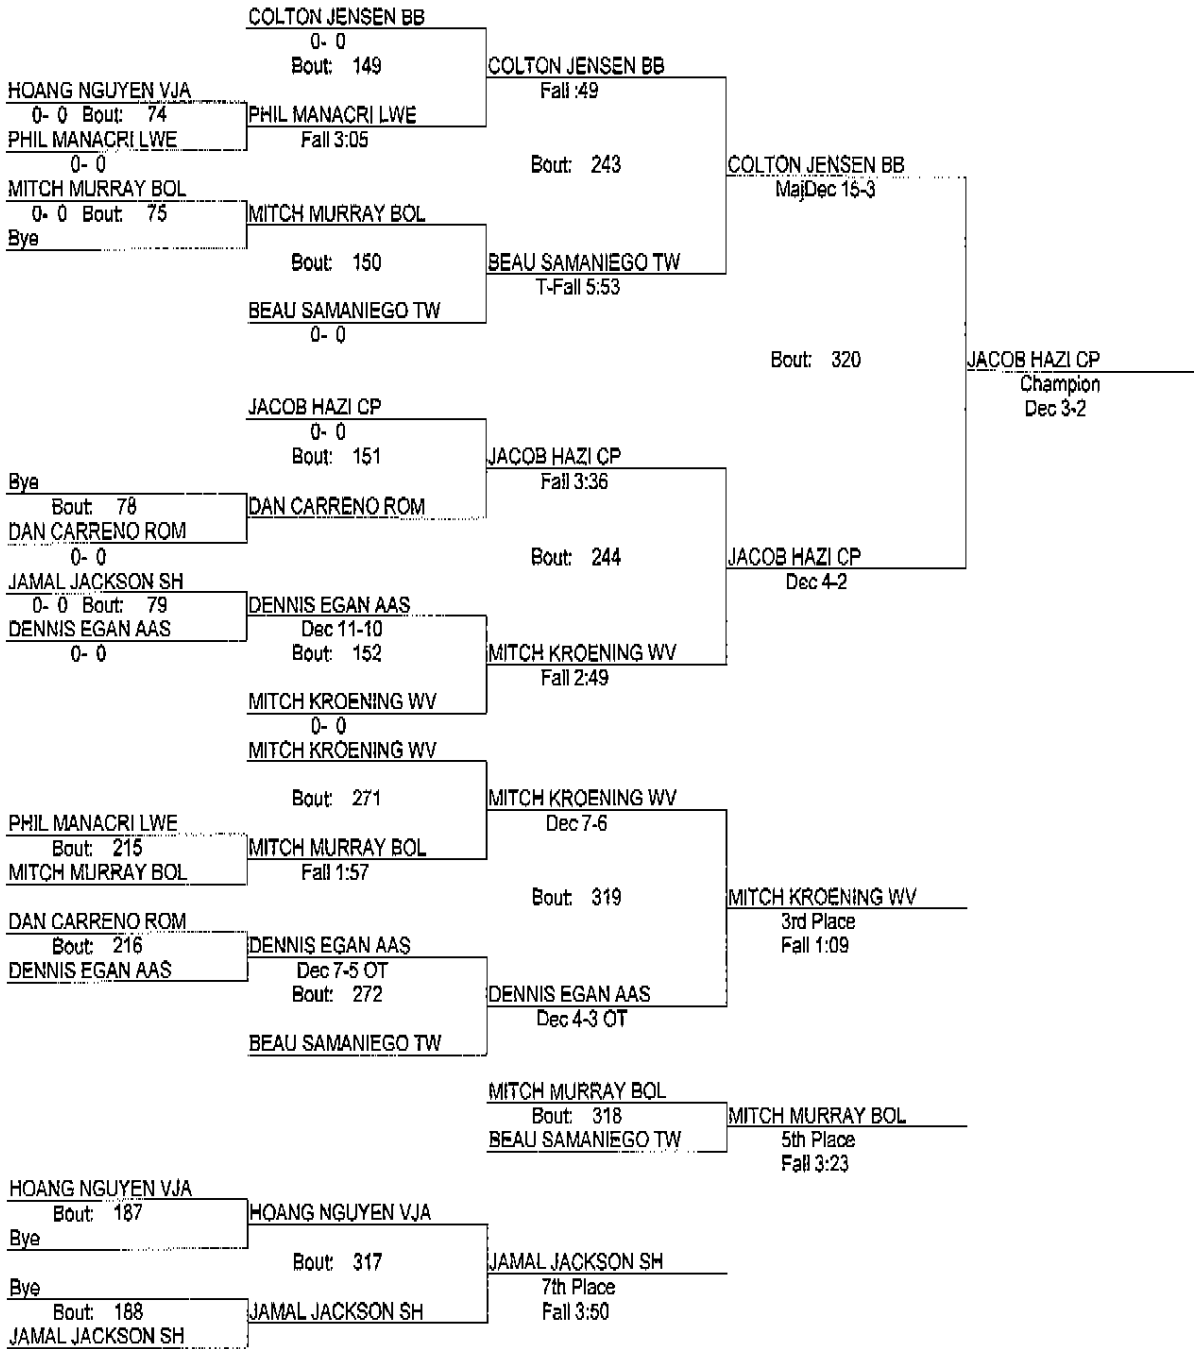 COLTON JENSEN BB
0- 0
Bout: 149
COLTON JENSEN BB
Fall :49
HOANG NGUYEN VJA
0- 0 Bout: 74
PHIL MANACRI LWE
Fall 3:05
PHIL MANACRI LWE
0- 0
Bout: 243
COLTON JENSEN BB
MajDec 15-3
MITCH MURRAY BOL
0- 0 Bout: 75
MITCH MURRAY BOL
Bye
Bout: 150
BEAU SAMANIEGO TW
T-Fall 5:53
BEAU SAMANIEGO TW
0- 0
Bout: 320
JACOB HAZI CP
Champion
Dec 3-2
JACOB HAZI CP
0- 0
Bout: 151
JACOB HAZI CP
Fall 3:36
Bye
Bout: 78
DAN CARRENO ROM
DAN CARRENO ROM
0- 0
Bout: 244
JACOB HAZI CP
Dec 4-2
JAMAL JACKSON SH
0- 0 Bout: 79
DENNIS EGAN AAS
Dec 11-10
DENNIS EGAN AAS
0- 0
Bout: 152
MITCH KROENING WV
Fall 2:49
MITCH KROENING WV
0- 0
MITCH KROENING WV
Bout: 271
MITCH KROENING WV
Dec 7-6
PHIL MANACRI LWE
Bout: 215
MITCH MURRAY BOL
Fall 1:57
MITCH MURRAY BOL
Bout: 319
MITCH KROENING WV
3rd Place
Fall 1:09
DAN CARRENO ROM
Bout: 216
DENNIS EGAN AAS
Dec 7-5 OT
DENNIS EGAN AAS
Bout: 272
DENNIS EGAN AAS
Dec 4-3 OT
BEAU SAMANIEGO TW
MITCH MURRAY BOL
Bout: 318
MITCH MURRAY BOL
BEAU SAMANIEGO TW
5th Place
Fall 3:23
HOANG NGUYEN VJA
Bout: 187
HOANG NGUYEN VJA
Bye
Bout: 317
JAMAL JACKSON SH
7th Place
Fall 3:50
Bye
Bout: 188
JAMAL JACKSON SH
JAMAL JACKSON SH